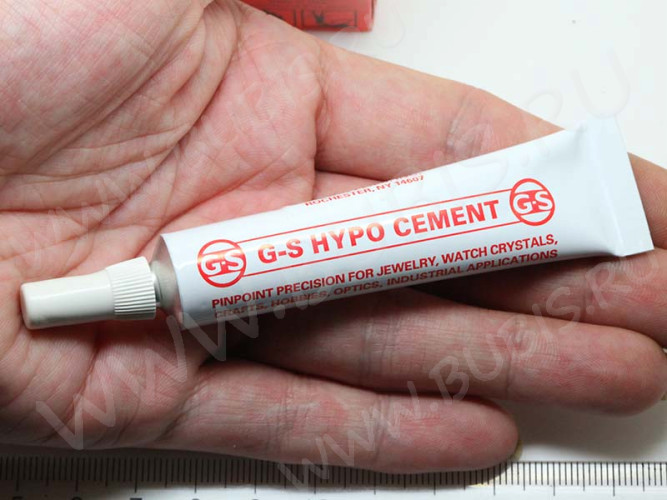 ROCHESTER, NY 14607
GS G-S HYPO CEMENT GS
PINPOINT PRECISION FOR JEWELRY, WATCH CRYSTALS,
CRAFTS, HOBBIES, OPTICS, INDUSTRIAL APPLICATIONS
WWW.BUSIS.RU